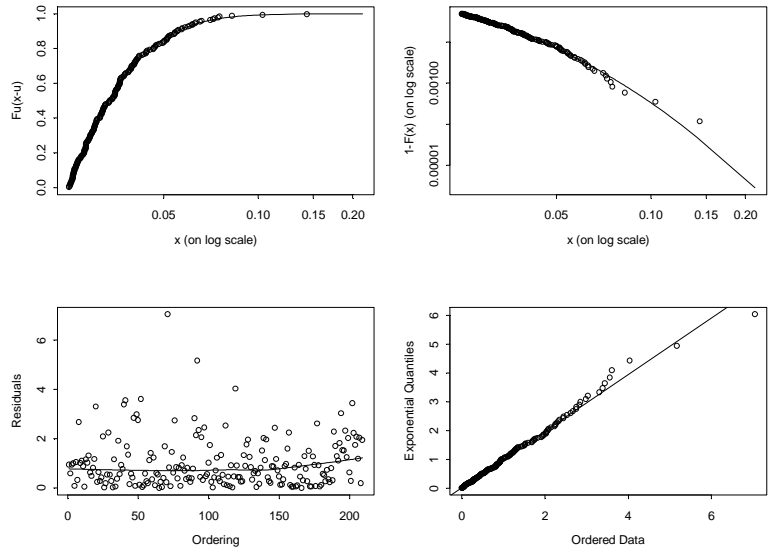 Fu(x-u)
0.0 0.2 0.4 0.6 0.8 1.0
0.05 0.10 0.15 0.20
x (on log scale)
1-F(x) (on log scale)
0.00001 0.00100
0.05 0.10 0.15 0.20
x (on log scale)
Residuals
0 2 4 6
0 50 100 150 200
Ordering
Exponential Quantiles
0 1 2 3 4 5 6
0 2 4 6
Ordered Data